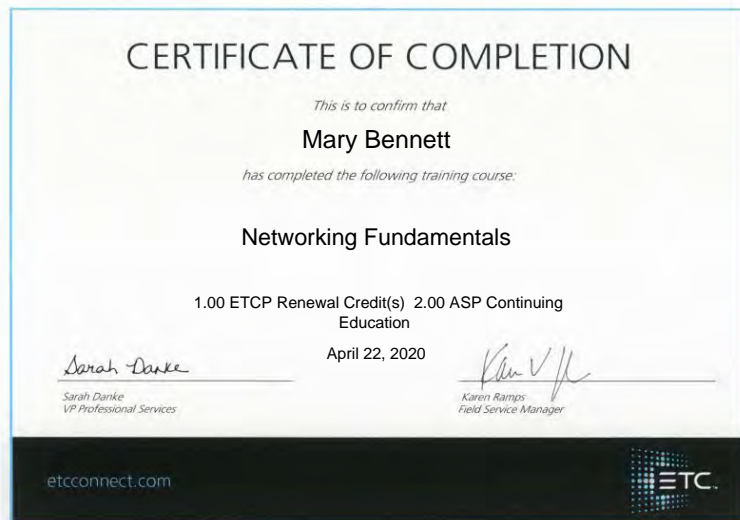 CERTIFICATE OF COMPLETION
This is to confirm that
Mary Bennett
has completed the following training course:
Networking Fundamentals
1.00 ETCP Renewal Credit(s) 2.00 ASP Continuing
Education
April 22, 2020
Sarah Danke
Sarah Danke
VP Professional Services
Karen Ramps
Field Service Manager
etcconnect.com
ETC